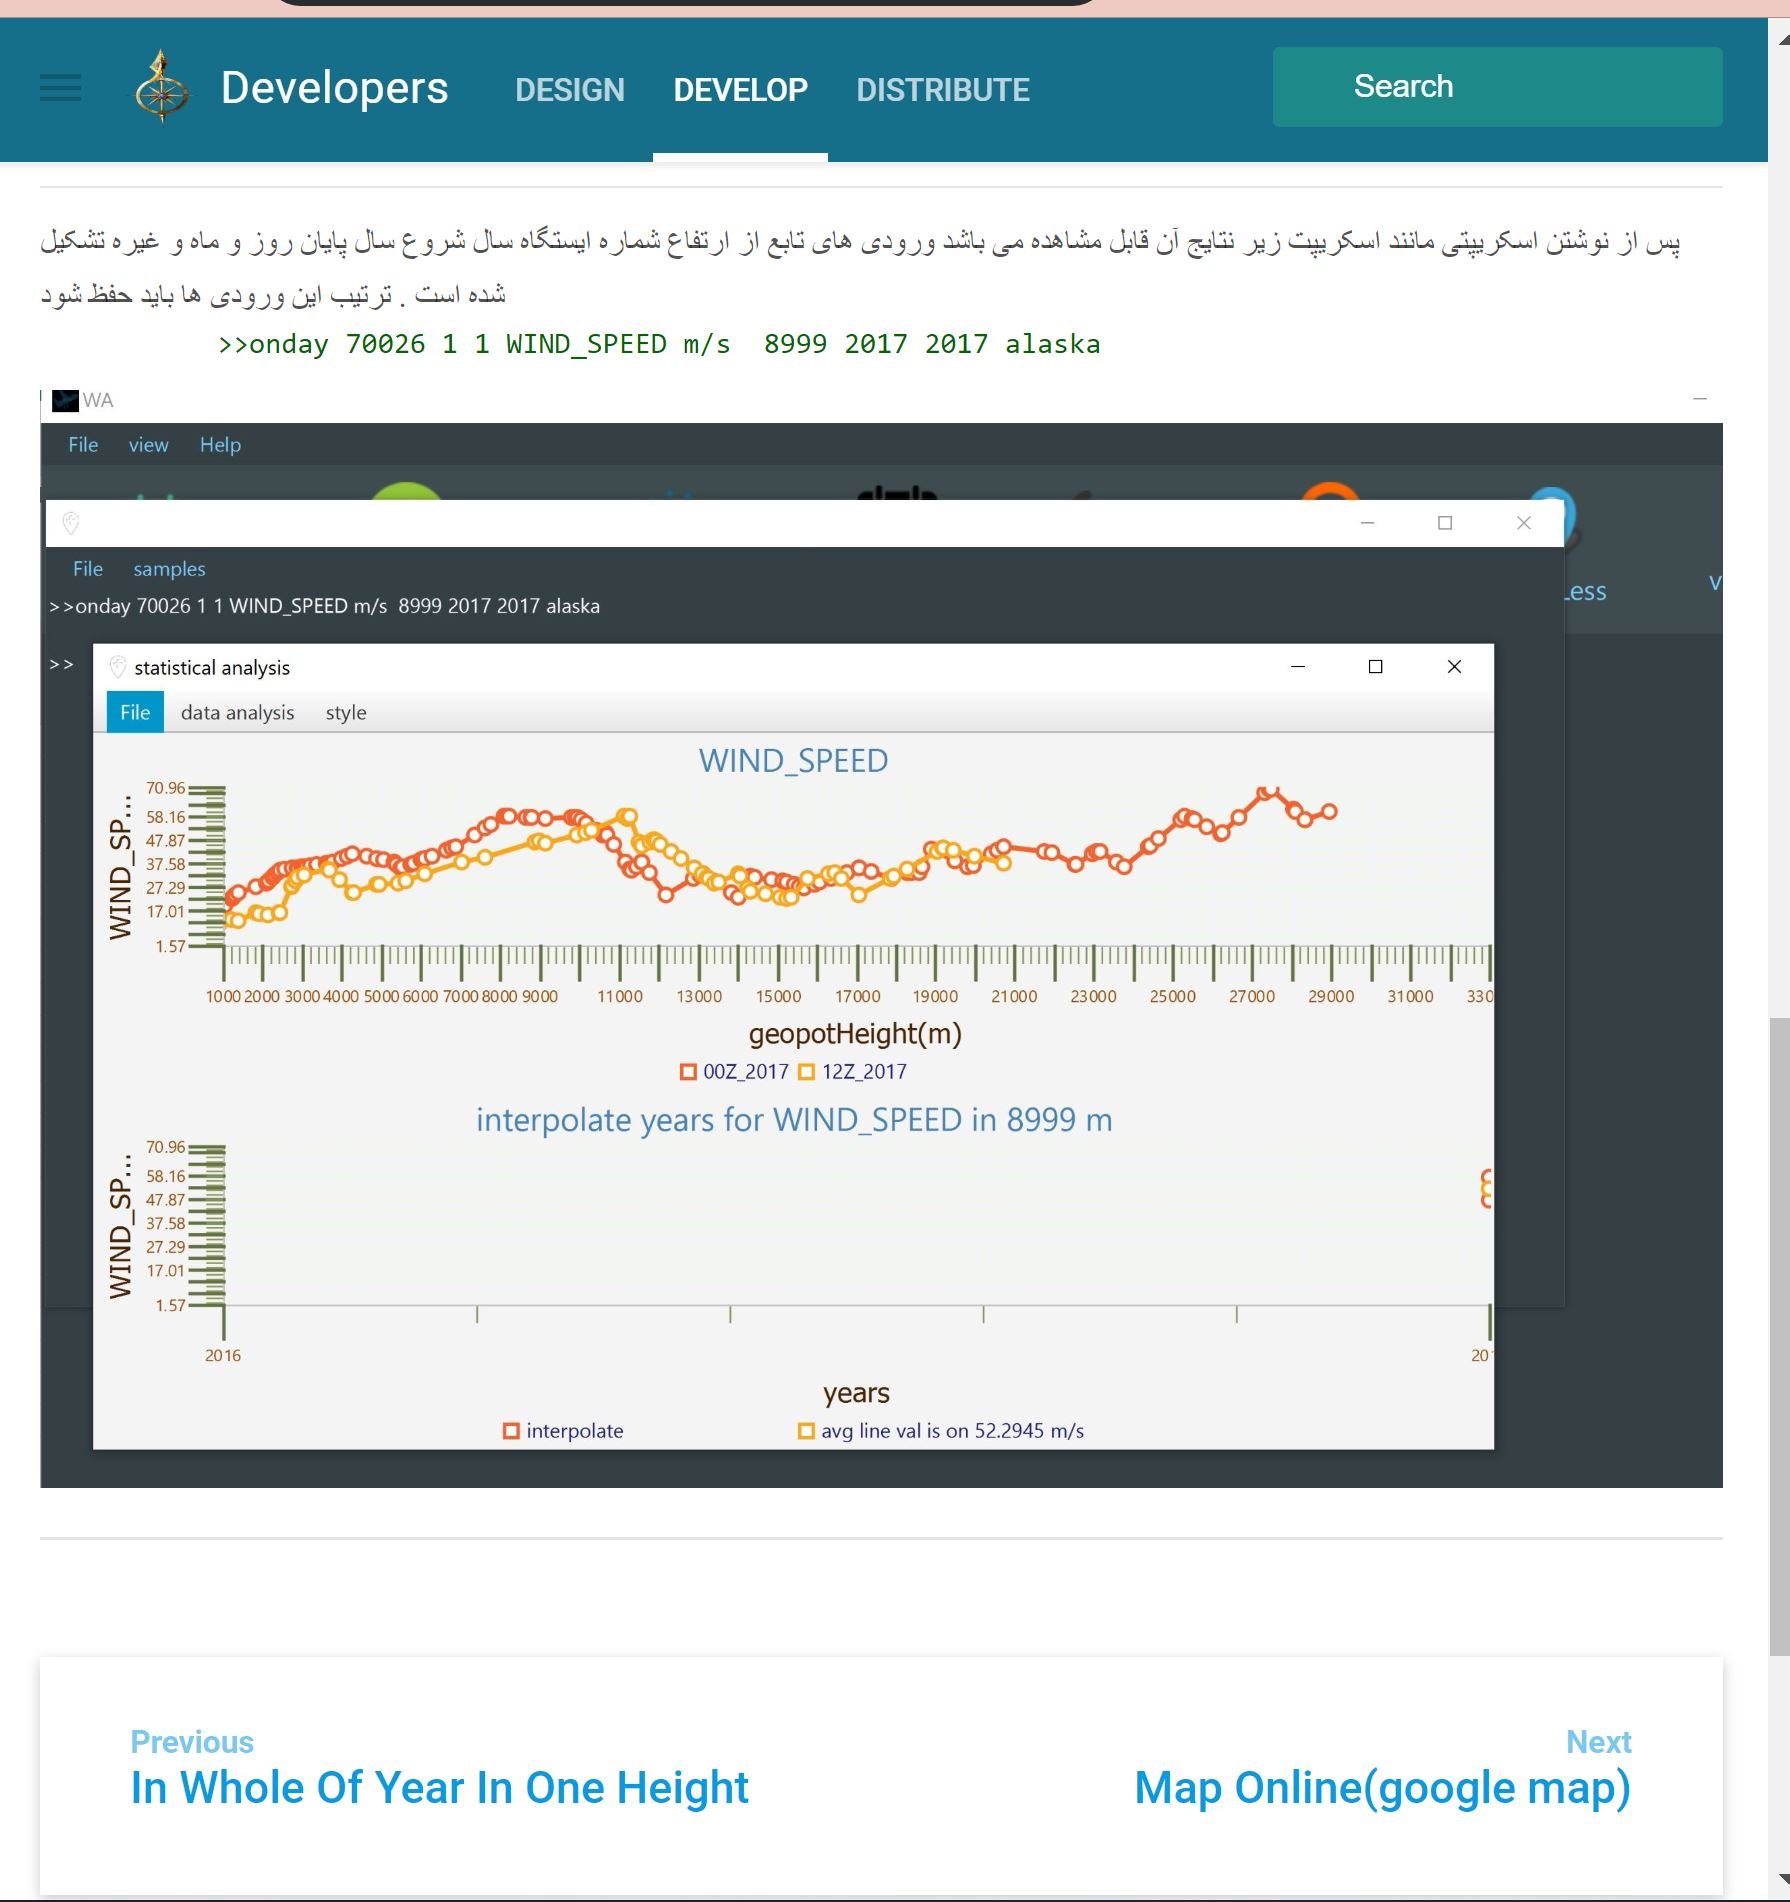 Developers DESIGN DEVELOP DISTRIBUTE Search
پس از نوشتن اسکریپتی مانند اسکریپت زیر نتایج آن قابل مشاهده می باشد ورودی های تابع از ارتفاع شماره ایستگاه سال شروع سال پایان روز و ماه و غیره تشکیل
شده است . ترتیب این ورودی ها باید حفظ شود
>>onday 70026 1 1 WIND_SPEED m/s 8999 2017 2017 alaska
WA
File view Help
File samples
>>onday 70026 1 1 WIND_SPEED m/s 8999 2017 2017 alaska
>>
statistical analysis
File data analysis style
WIND_SPEED
WIND_SP...
70.96
58.16
47.87
37.58
27.29
17.01
1.57
1000 2000 3000 4000 5000 6000 7000 8000 9000 11000 13000 15000 17000 19000 21000 23000 25000 27000 29000 31000 330
geopotHeight(m)
00Z_2017 12Z_2017
interpolate years for WIND_SPEED in 8999 m
WIND_SP...
70.96
58.16
47.87
37.58
27.29
17.01
1.57
2016 20
years
interpolate avg line val is on 52.2945 m/s
Previous
In Whole Of Year In One Height
Next
Map Online(google map)